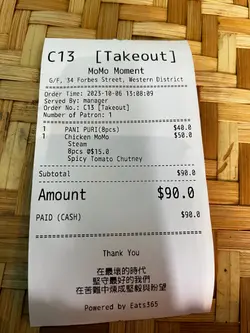 C13 [Takeout]
MoMo Moment
G/F, 34 Forbes Street, Western District
Order Time: 2023-10-06 15:08:09
Served By: manager
Order No.: C13 [Takeout]
Number of Patron: 1
1 PANI PURI(8pcs) $40.0
1 Chicken MoMo $50.0
Steam
8pcs @$15.0
Spicy Tomato Chutney
Subtotal $90.0
Amount $90.0
PAID (CASH) $90.0
Thank You
在最壞的時代
堅守最好的我們
在苦難中煉成堅毅與盼望
Powered by Eats365